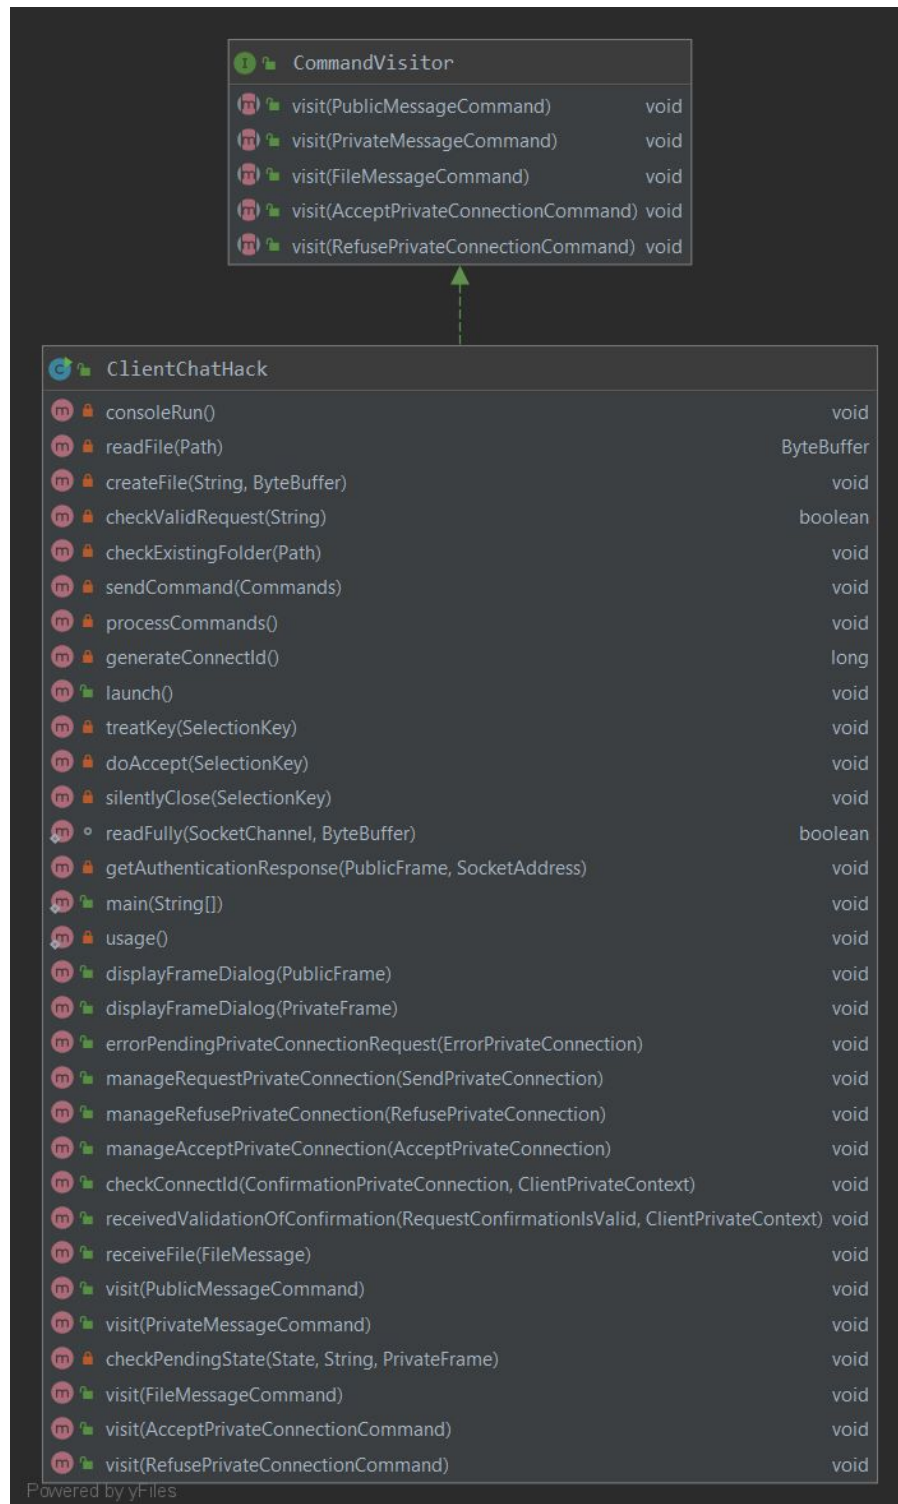 CommandVisitor
visit(PublicMessageCommand) void
visit(PrivateMessageCommand) void
visit(FileMessageCommand) void
visit(AcceptPrivateConnectionCommand) void
visit(RefusePrivateConnectionCommand) void
ClientChatHack
consoleRun() void
readFile(Path) ByteBuffer
createFile(String, ByteBuffer) void
checkValidRequest(String) boolean
checkExistingFolder(Path) void
sendCommand(Commands) void
processCommands() void
generateConnectId() long
launch() void
treatKey(SelectionKey) void
doAccept(SelectionKey) void
silentlyClose(SelectionKey) void
readFully(SocketChannel, ByteBuffer) boolean
getAuthenticationResponse(PublicFrame, SocketAddress) void
main(String[]) void
usage() void
displayFrameDialog(PublicFrame) void
displayFrameDialog(PrivateFrame) void
errorPendingPrivateConnectionRequest(ErrorPrivateConnection) void
manageRequestPrivateConnection(SendPrivateConnection) void
manageRefusePrivateConnection(RefusePrivateConnection) void
manageAcceptPrivateConnection(AcceptPrivateConnection) void
checkConnectId(ConfirmationPrivateConnection, ClientPrivateContext) void
receivedValidationOfConfirmation(RequestConfirmationIsValid, ClientPrivateContext) void
receiveFile(FileMessage) void
visit(PublicMessageCommand) void
visit(PrivateMessageCommand) void
checkPendingState(State, String, PrivateFrame) void
visit(FileMessageCommand) void
visit(AcceptPrivateConnectionCommand) void
visit(RefusePrivateConnectionCommand) void
Powered by yFiles